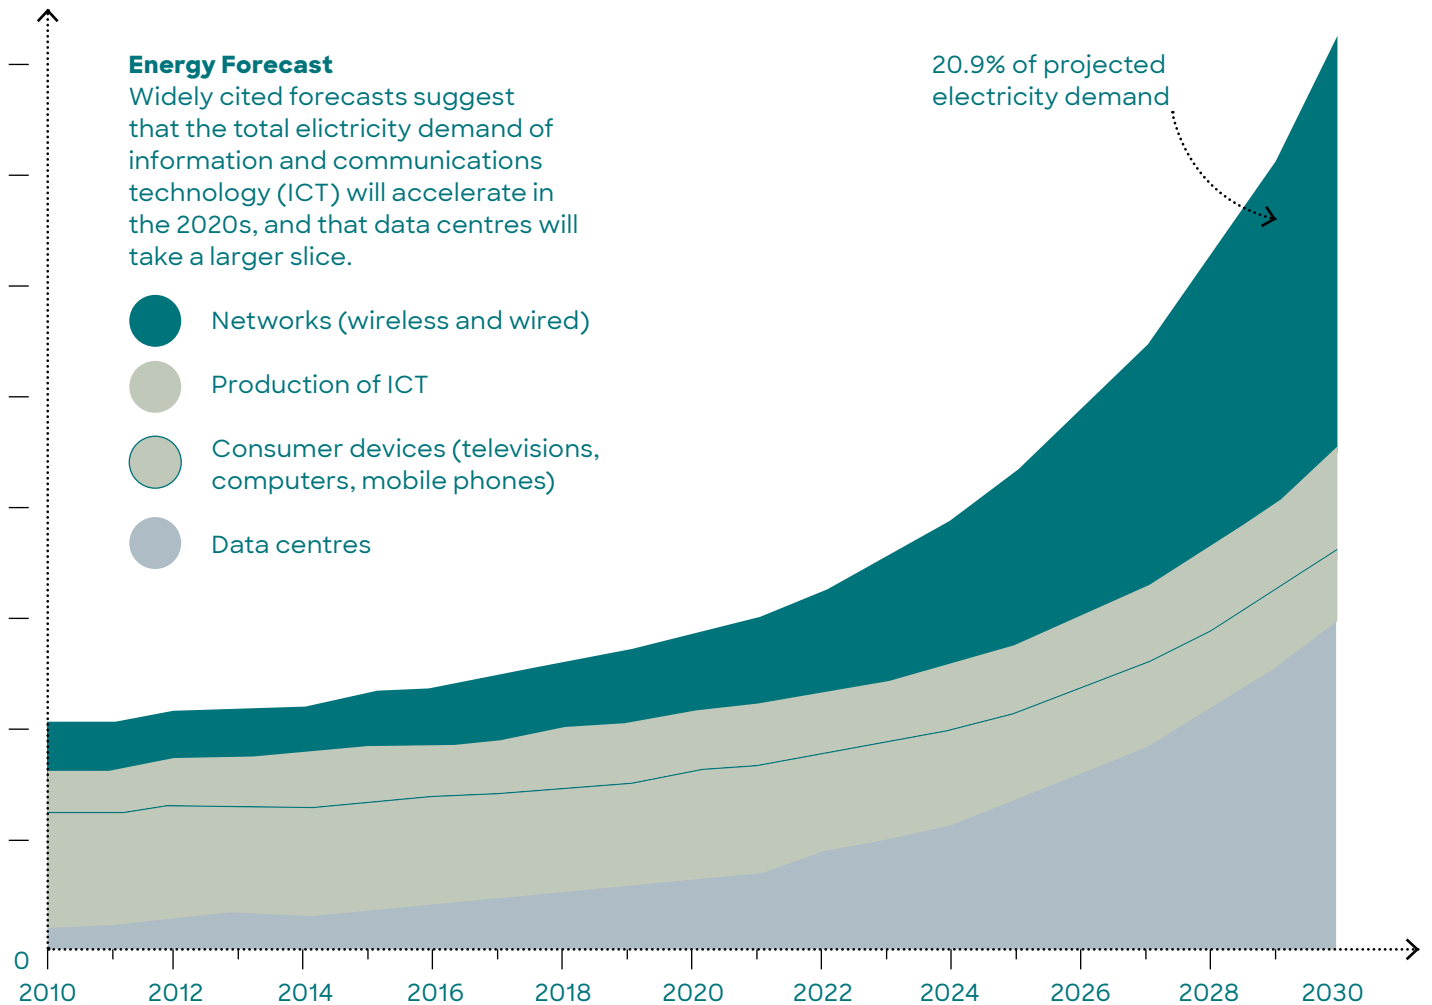 Energy Forecast
Widely cited forecasts suggest
that the total elictricity demand of
information and communications
technology (ICT) will accelerate in
the 2020s, and that data centres will
take a larger slice.
Networks (wireless and wired)
Production of ICT
Consumer devices (televisions,
computers, mobile phones)
Data centres
20.9% of projected
electricity demand
0
2010 2012 2014 2016 2018 2020 2022 2024 2026 2028 2030